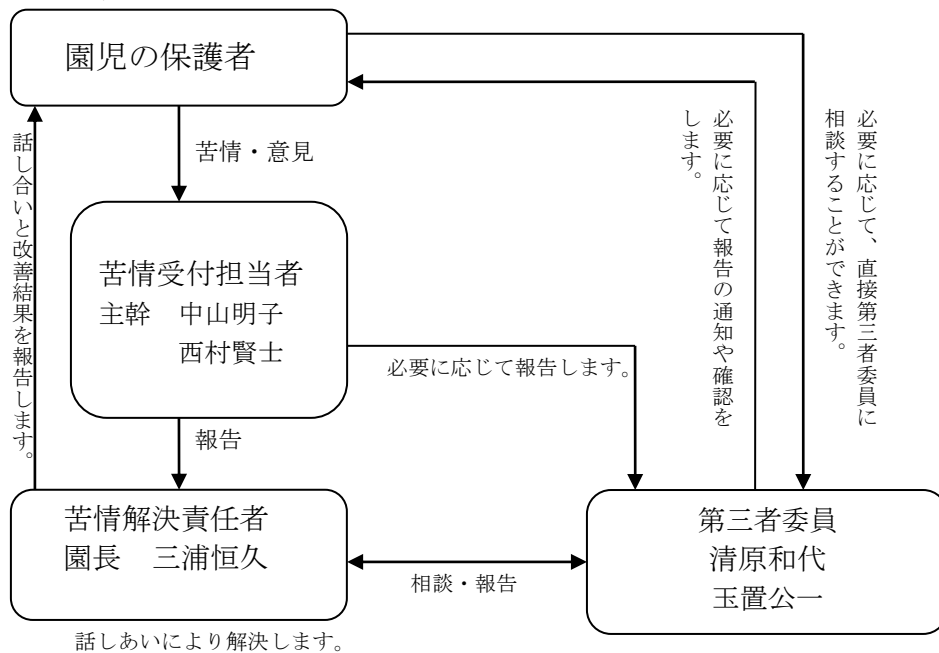 園児の保護者
苦情・意見
苦情受付担当者
主幹　中山明子
西村賢士
報告
苦情解決責任者
園長　三浦恒久
話しあいにより解決します。
話し合いと改善結果を報告します。
必要に応じて報告します。
相談・報告
必要に応じて報告の通知や確認を
します。
必要に応じて、直接第三者委員に
相談することができます。
第三者委員
清原和代
玉置公一